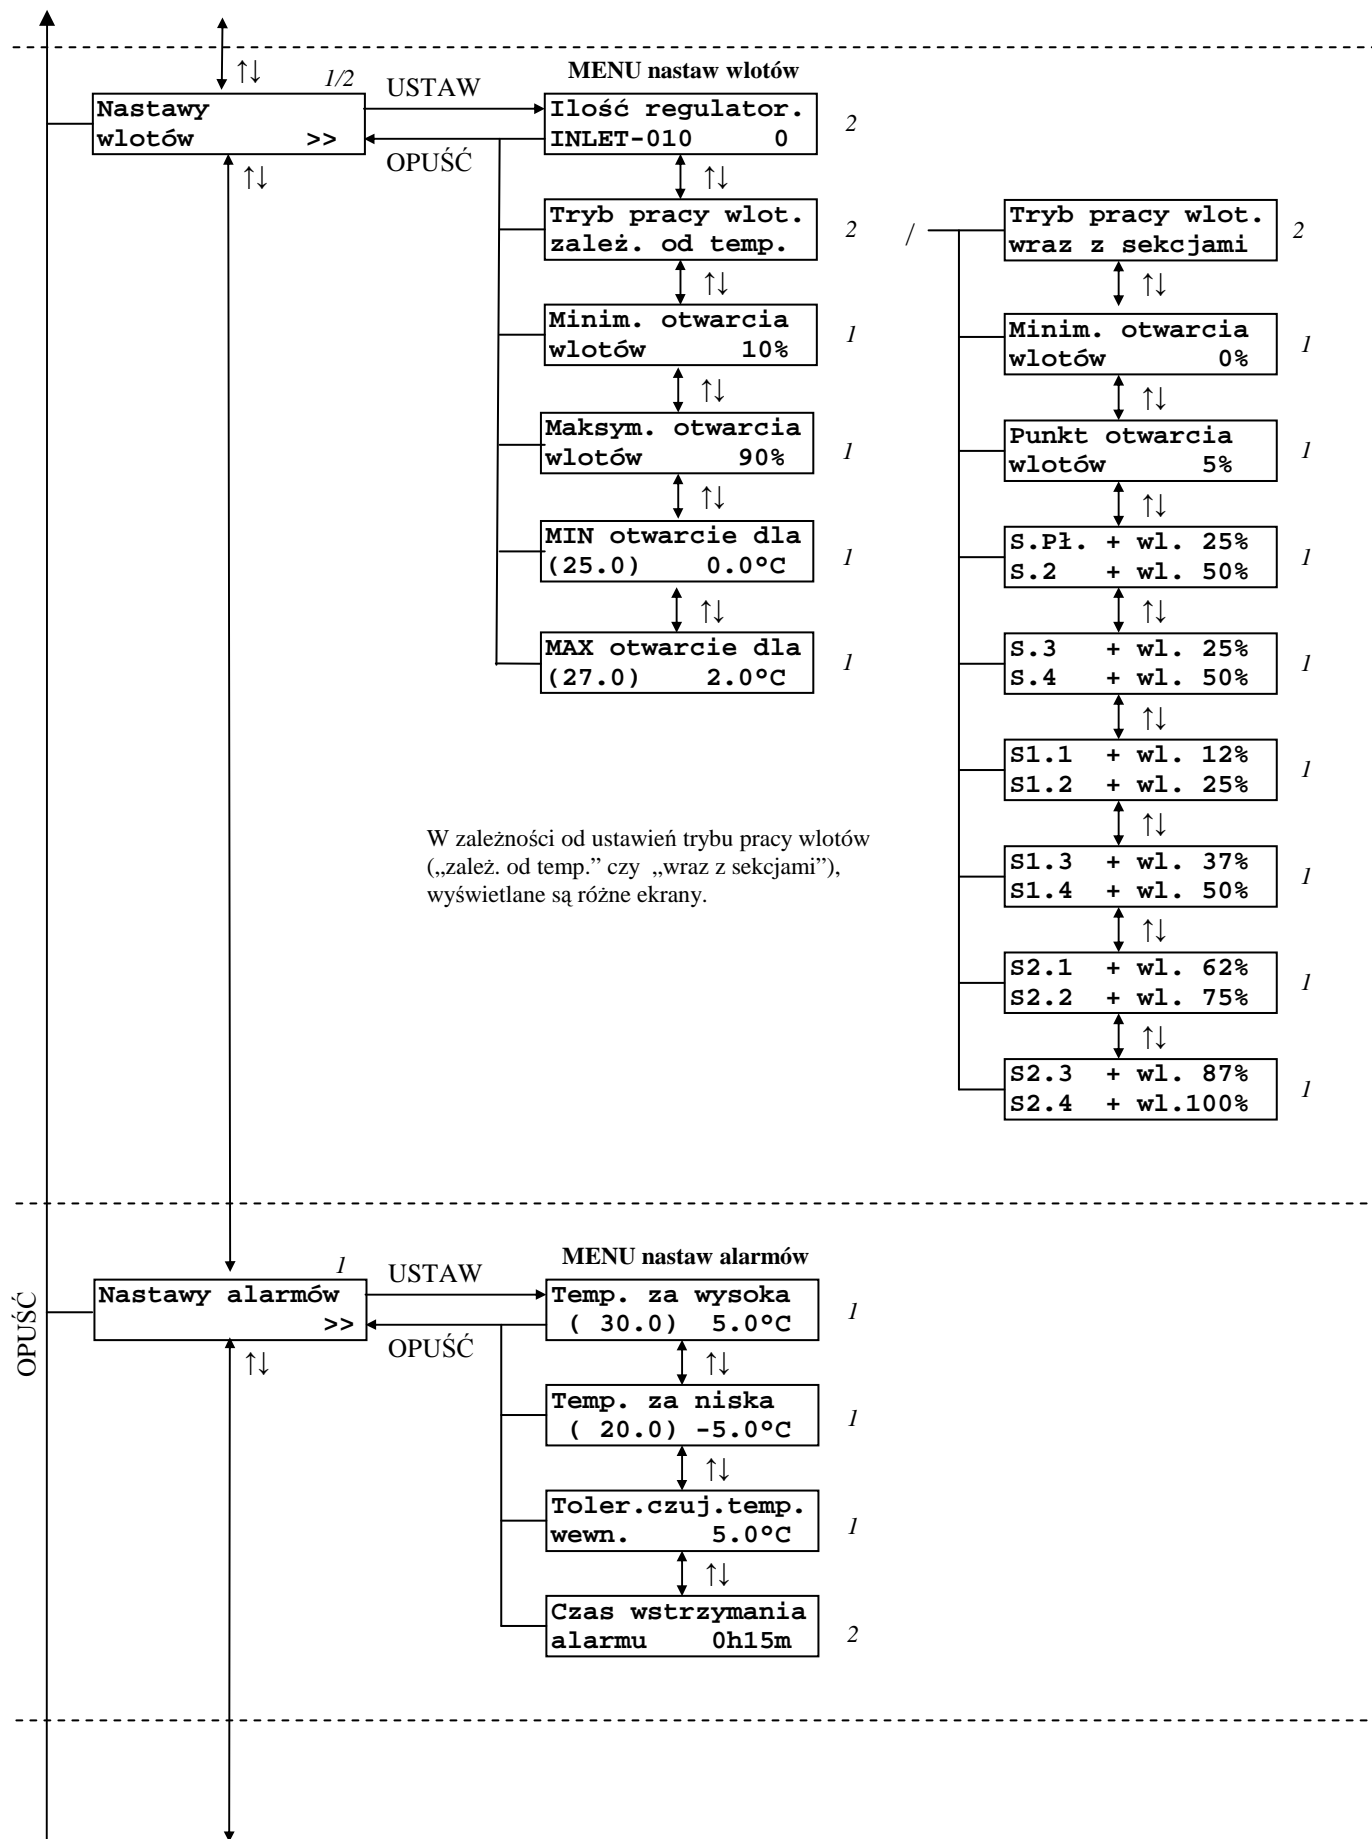 ↑↓
1/2
Nastawy
wlotów >>
↑↓
USTAW
OPUŚĆ
MENU nastaw wlotów
Ilość regulator.
INLET-010 0
2
↑↓
Tryb pracy wlot.
zależ. od temp.
2
↑↓
Minim. otwarcia
wlotów 10%
1
↑↓
Maksym. otwarcia
wlotów 90%
1
↑↓
MIN otwarcie dla
(25.0) 0.0°C
1
↑↓
MAX otwarcie dla
(27.0) 2.0°C
1
/
Tryb pracy wlot.
wraz z sekcjami
2
↑↓
Minim. otwarcia
wlotów 0%
1
↑↓
Punkt otwarcia
wlotów 5%
1
↑↓
S.Pł. + wl. 25%
S.2 + wl. 50%
1
↑↓
S.3 + wl. 25%
S.4 + wl. 50%
1
↑↓
S1.1 + wl. 12%
S1.2 + wl. 25%
1
↑↓
S1.3 + wl. 37%
S1.4 + wl. 50%
1
↑↓
S2.1 + wl. 62%
S2.2 + wl. 75%
1
↑↓
S2.3 + wl. 87%
S2.4 + wl.100%
1
W zależności od ustawień trybu pracy wlotów
(„zależ. od temp.” czy „wraz z sekcjami”),
wyświetlane są różne ekrany.
OPUŚĆ
1
Nastawy alarmów
>>
↑↓
USTAW
OPUŚĆ
MENU nastaw alarmów
Temp. za wysoka
( 30.0) 5.0°C
1
↑↓
Temp. za niska
( 20.0) -5.0°C
1
↑↓
Toler.czuj.temp.
wewn. 5.0°C
1
↑↓
Czas wstrzymania
alarmu 0h15m
2